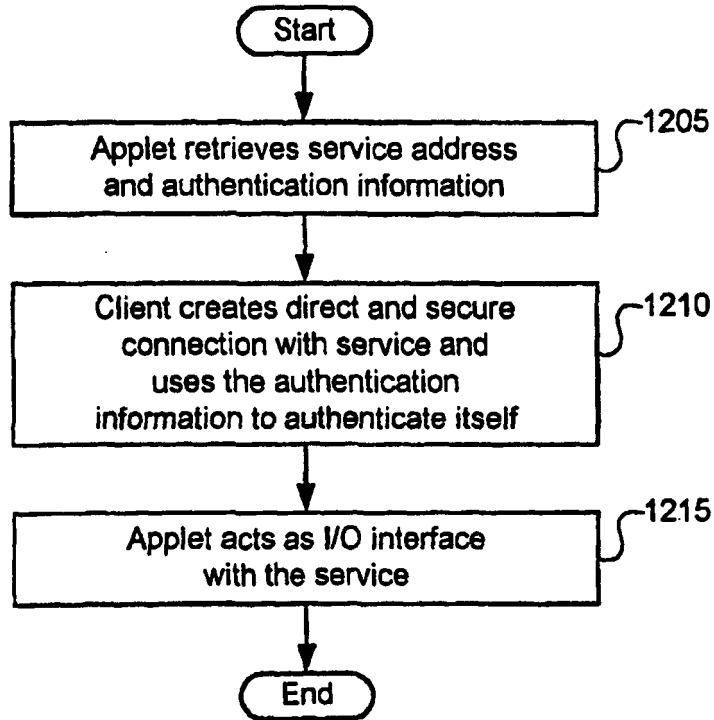 Start
1205
Applet retrieves service address
and authentication information
1210
Client creates direct and secure
connection with service and
uses the authentication
information to authenticate itself
1215
Applet acts as I/O interface
with the service
End